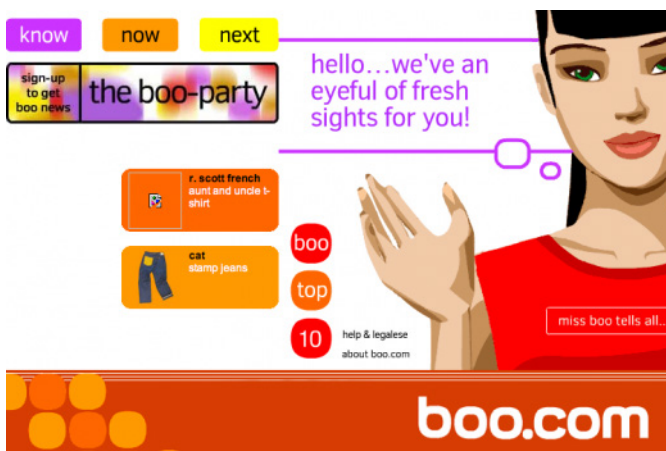 know
now
next
sign-up
to get
boo news
the boo-party
hello...we've an
eyeful of fresh
sights for you!
r. scott french
aunt and uncle t-
shirt
cat
stamp jeans
boo
top
10
miss boo tells all...
help & legalese
about boo.com
boo.com